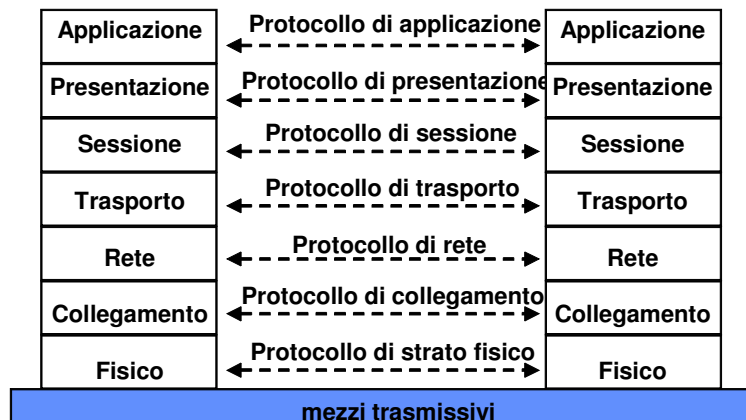 Applicazione Protocollo di applicazione Applicazione
Presentazione Protocollo di presentazione Presentazione
Sessione Protocollo di sessione Sessione
Trasporto Protocollo di trasporto Trasporto
Rete Protocollo di rete Rete
Collegamento Protocollo di collegamento Collegamento
Fisico Protocollo di strato fisico Fisico
mezzi trasmissivi